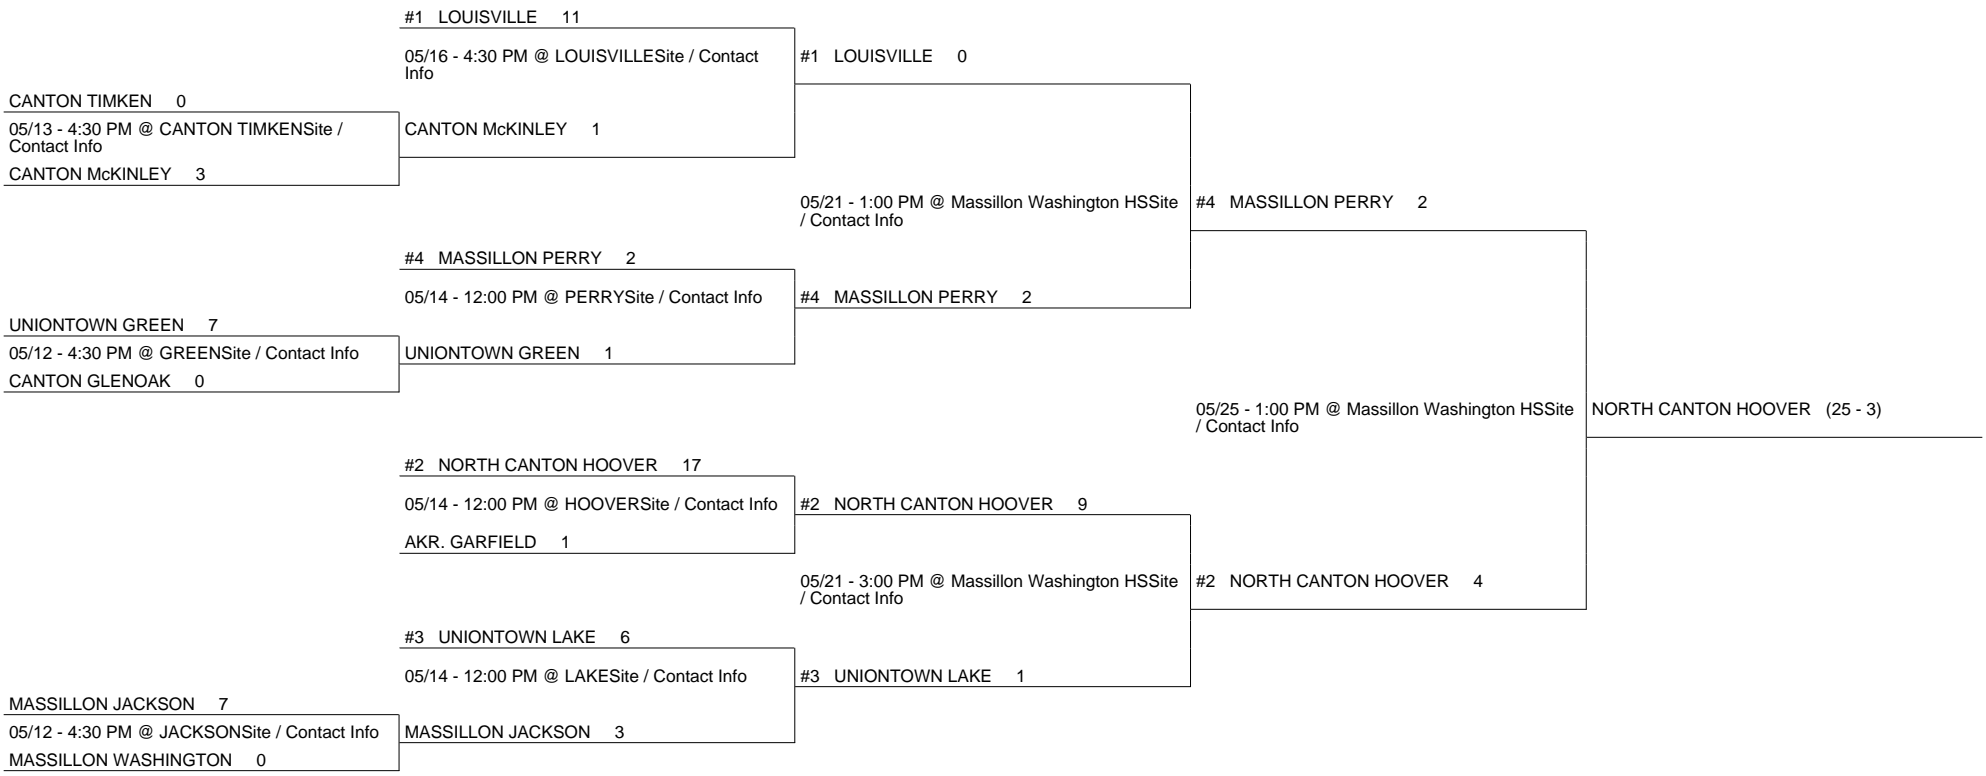 #1 LOUISVILLE 11
05/16 - 4:30 PM @ LOUISVILLESite / Contact
Info
#1 LOUISVILLE 0
CANTON TIMKEN 0
05/13 - 4:30 PM @ CANTON TIMKENSite /
Contact Info
CANTON McKINLEY 1
CANTON McKINLEY 3
05/21 - 1:00 PM @ Massillon Washington HSSite
/ Contact Info
#4 MASSILLON PERRY 2
#4 MASSILLON PERRY 2
05/14 - 12:00 PM @ PERRYSite / Contact Info
#4 MASSILLON PERRY 2
UNIONTOWN GREEN 7
05/12 - 4:30 PM @ GREENSite / Contact Info
UNIONTOWN GREEN 1
CANTON GLENOAK 0
05/25 - 1:00 PM @ Massillon Washington HSSite
/ Contact Info
NORTH CANTON HOOVER (25 - 3)
#2 NORTH CANTON HOOVER 17
05/14 - 12:00 PM @ HOOVERSite / Contact Info
#2 NORTH CANTON HOOVER 9
AKR. GARFIELD 1
05/21 - 3:00 PM @ Massillon Washington HSSite
/ Contact Info
#2 NORTH CANTON HOOVER 4
#3 UNIONTOWN LAKE 6
05/14 - 12:00 PM @ LAKESite / Contact Info
#3 UNIONTOWN LAKE 1
MASSILLON JACKSON 7
05/12 - 4:30 PM @ JACKSONSite / Contact Info
MASSILLON JACKSON 3
MASSILLON WASHINGTON 0